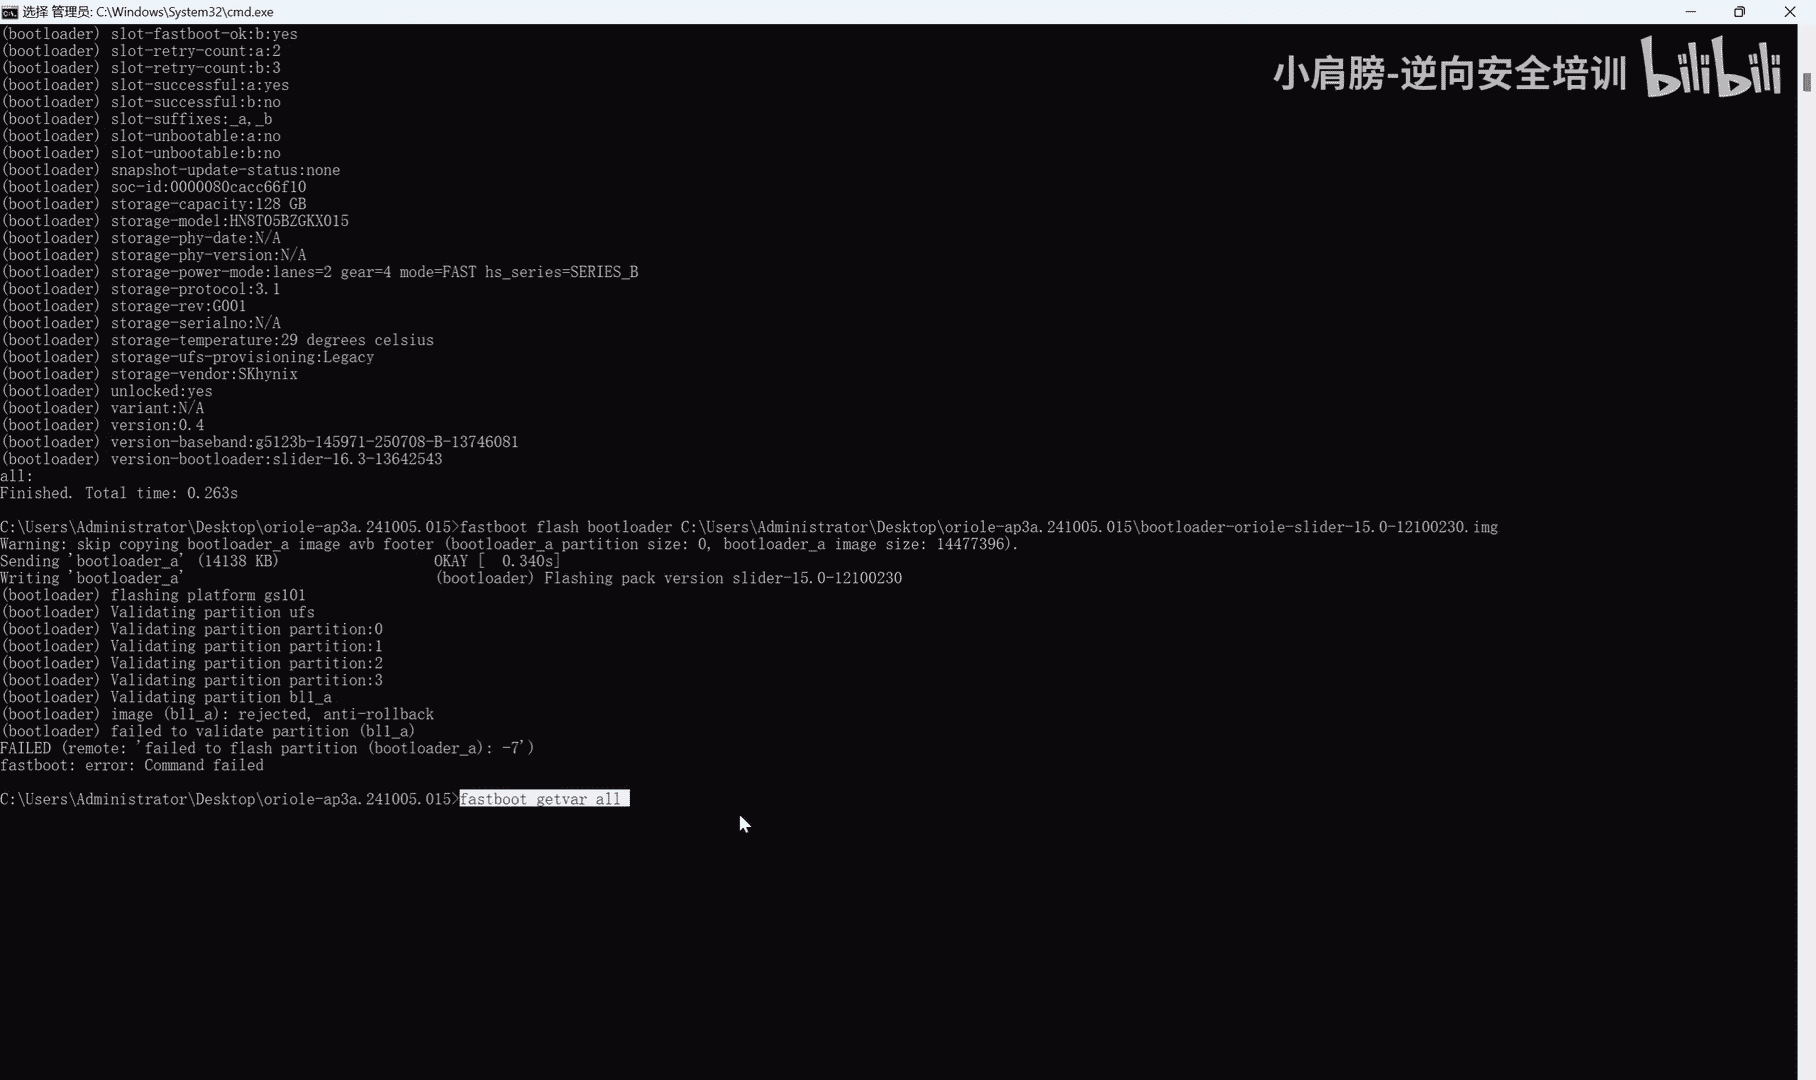 选择 管理员: C:\Windows\System32\cmd.exe
小肩膀-逆向安全培训 bilibili
(bootloader) slot-fastboot-ok:b:yes
(bootloader) slot-retry-count:a:2
(bootloader) slot-retry-count:b:3
(bootloader) slot-successful:a:yes
(bootloader) slot-successful:b:no
(bootloader) slot-suffixes:_a,_b
(bootloader) slot-unbootable:a:no
(bootloader) slot-unbootable:b:no
(bootloader) snapshot-update-status:none
(bootloader) soc-id:0000080cacc66f10
(bootloader) storage-capacity:128 GB
(bootloader) storage-model:HN8T05BZGKX015
(bootloader) storage-phy-date:N/A
(bootloader) storage-phy-version:N/A
(bootloader) storage-power-mode:lanes=2 gear=4 mode=FAST hs_series=SERIES_B
(bootloader) storage-protocol:3.1
(bootloader) storage-rev:G001
(bootloader) storage-serialno:N/A
(bootloader) storage-temperature:29 degrees celsius
(bootloader) storage-ufs-provisioning:Legacy
(bootloader) storage-vendor:SKhynix
(bootloader) unlocked:yes
(bootloader) variant:N/A
(bootloader) version:0.4
(bootloader) version-baseband:g5123b-145971-250708-B-13746081
(bootloader) version-bootloader:slider-16.3-13642543
all:
Finished. Total time: 0.263s
C:\Users\Administrator\Desktop\oriole-ap3a.241005.015>fastboot flash bootloader C:\Users\Administrator\Desktop\oriole-ap3a.241005.015\bootloader-oriole-slider-15.0-12100230.img
Warning: skip copying bootloader_a image avb footer (bootloader_a partition size: 0, bootloader_a image size: 14477396).
Sending 'bootloader_a' (14138 KB) OKAY [ 0.340s]
Writing 'bootloader_a' (bootloader) Flashing pack version slider-15.0-12100230
(bootloader) flashing platform gs101
(bootloader) Validating partition ufs
(bootloader) Validating partition partition:0
(bootloader) Validating partition partition:1
(bootloader) Validating partition partition:2
(bootloader) Validating partition partition:3
(bootloader) Validating partition bl1_a
(bootloader) image (bl1_a): rejected, anti-rollback
(bootloader) failed to validate partition (bl1_a)
FAILED (remote: 'failed to flash partition (bootloader_a): -7')
fastboot: error: Command failed
C:\Users\Administrator\Desktop\oriole-ap3a.241005.015>fastboot getvar all